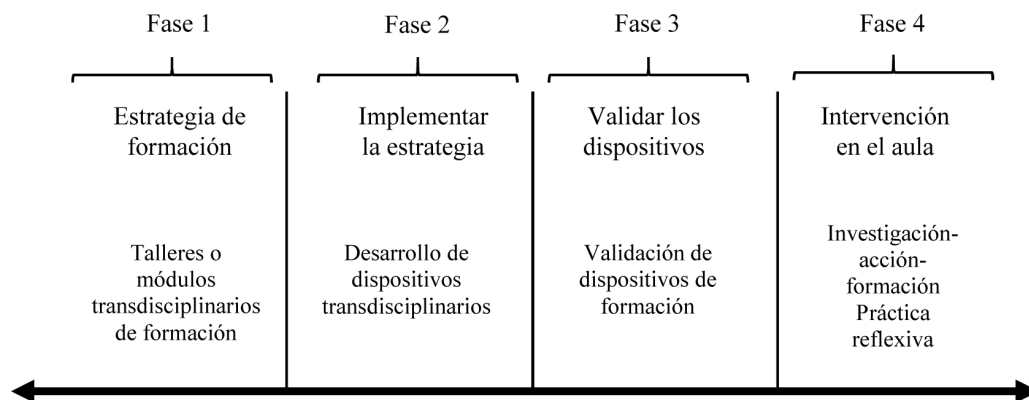 Fase 1
Fase 2
Fase 3
Fase 4
Estrategia de
formación
Implementar
la estrategia
Validar los
dispositivos
Intervención
en el aula
Talleres o
módulos
transdisciplinarios
de formación
Desarrollo de
dispositivos
transdisciplinarios
Validación de
dispositivos de
formación
Investigación-
acción-
formación
Práctica
reflexiva